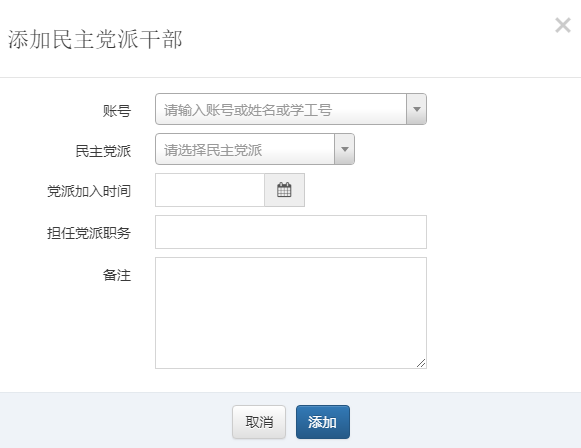 添加民主党派干部
账号 请输入账号或姓名或学工号
民主党派 请选择民主党派
党派加入时间
担任党派职务
备注
取消 添加